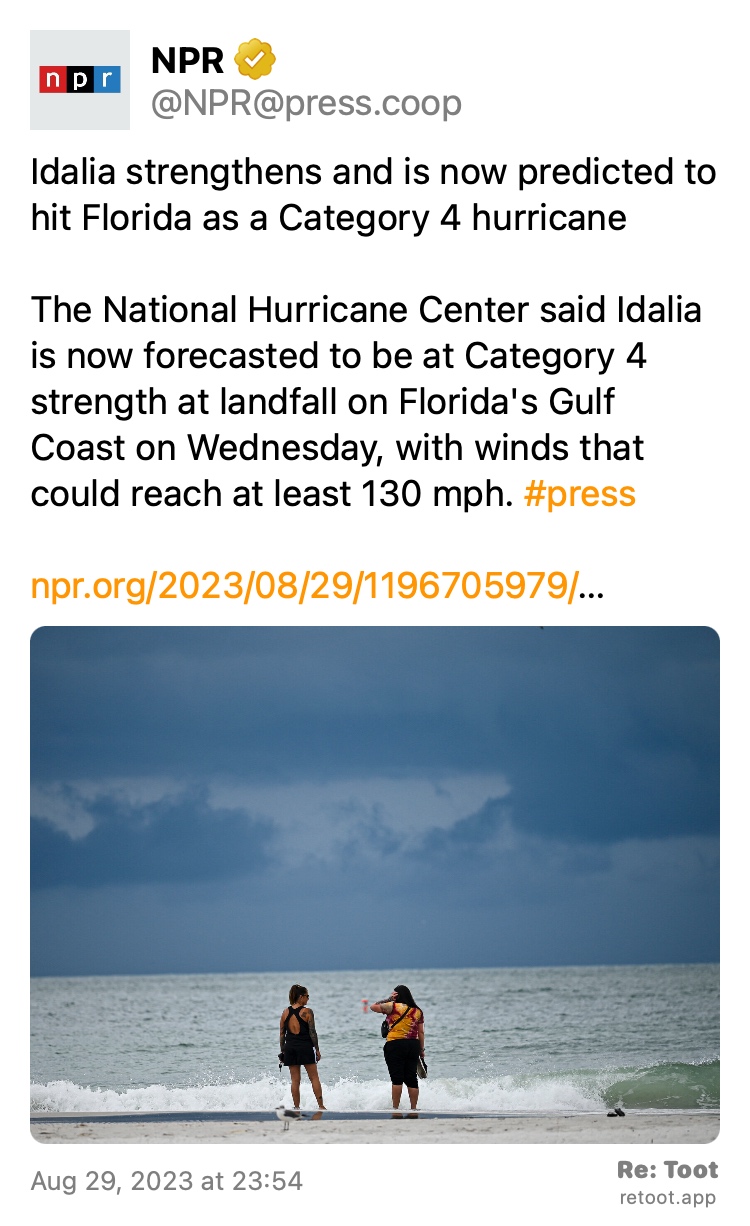 npr
NPR
@NPR@press.coop
Idalia strengthens and is now predicted to
hit Florida as a Category 4 hurricane
The National Hurricane Center said Idalia
is now forecasted to be at Category 4
strength at landfall on Florida's Gulf
Coast on Wednesday, with winds that
could reach at least 130 mph. #press
npr.org/2023/08/29/1196705979/...
Aug 29, 2023 at 23:54
Re: Toot
retoot.app